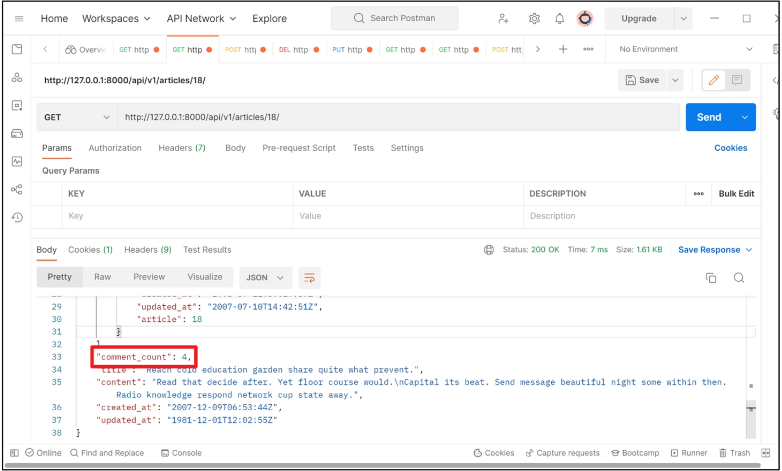 Home Workspaces API Network Explore Search Postman Upgrade
Overvie GET http GET http POST http DEL http PUT http GET http GET http POST htt No Environment
http://127.0.0.1:8000/api/v1/articles/18/ Save
GET http://127.0.0.1:8000/api/v1/articles/18/ Send
Params Authorization Headers (7) Body Pre-request Script Tests Settings Cookies
Query Params
KEY VALUE DESCRIPTION Bulk Edit
Key Value Description
Body Cookies (1) Headers (9) Test Results Status: 200 OK Time: 7 ms Size: 1.61 KB Save Response
Pretty Raw Preview Visualize JSON
29 "updated_at": "2007-07-10T14:42:51Z",
30 "article": 18
31 }
32 ],
33 "comment_count": 4,
34 "title": "Reach cold education garden share quite what prevent.",
35 "content": "Read that decide after. Yet floor course would.\nCapital its beat. Send message beautiful night some within then.
Radio knowledge respond network cup state away.",
36 "created_at": "2007-12-09T06:53:44Z",
37 "updated_at": "1981-12-01T12:02:55Z"
38 }
Online Find and Replace Console Cookies Capture requests Bootcamp Runner Trash